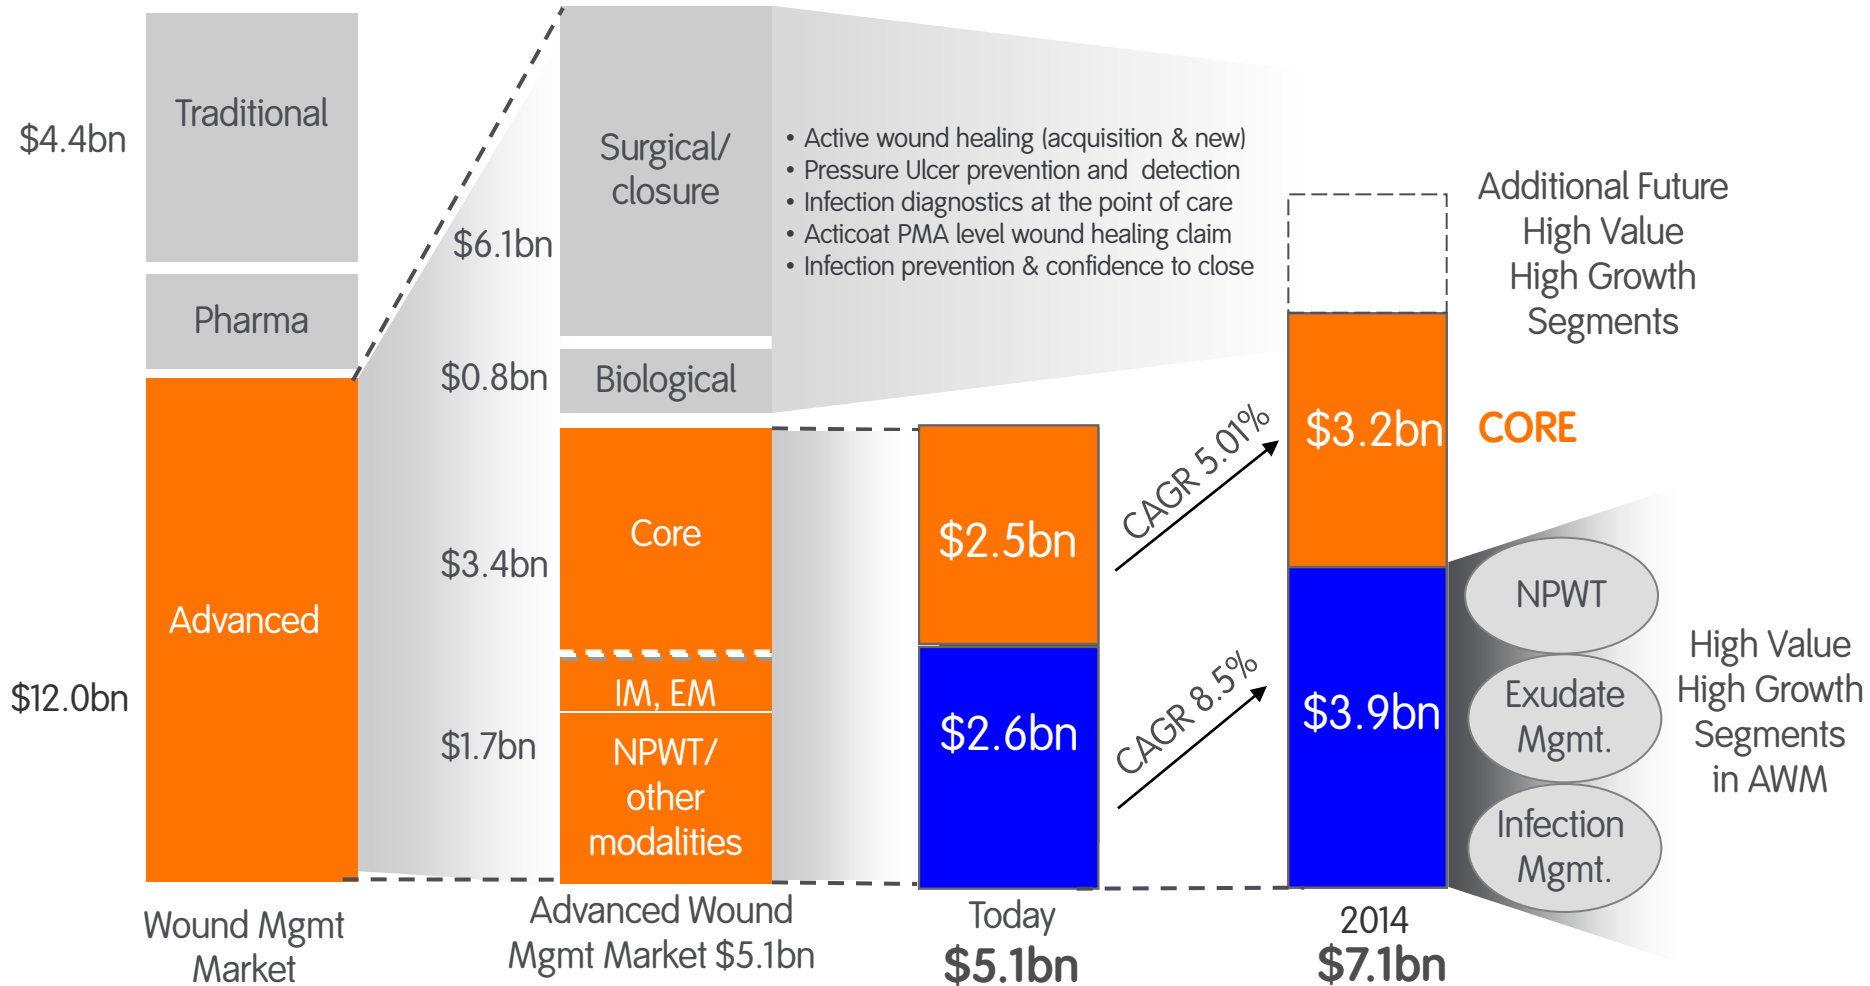 Traditional
$4.4bn
Pharma
Advanced
$12.0bn
Wound Mgmt
Market
Surgical/
closure
$6.1bn
$0.8bn
Biological
Core
$3.4bn
IM, EM
$1.7bn
NPWT/
other
modalities
Advanced Wound
Mgmt Market $5.1bn
• Active wound healing (acquisition & new)
• Pressure Ulcer prevention and detection
• Infection diagnostics at the point of care
• Acticoat PMA level wound healing claim
• Infection prevention & confidence to close
$2.5bn
$2.6bn
Today
$5.1bn
CAGR 5.01%
CAGR 8.5%
$3.2bn
$3.9bn
2014
$7.1bn
Additional Future
High Value
High Growth
Segments
CORE
NPWT
Exudate
Mgmt.
Infection
Mgmt.
High Value
High Growth
Segments
in AWM